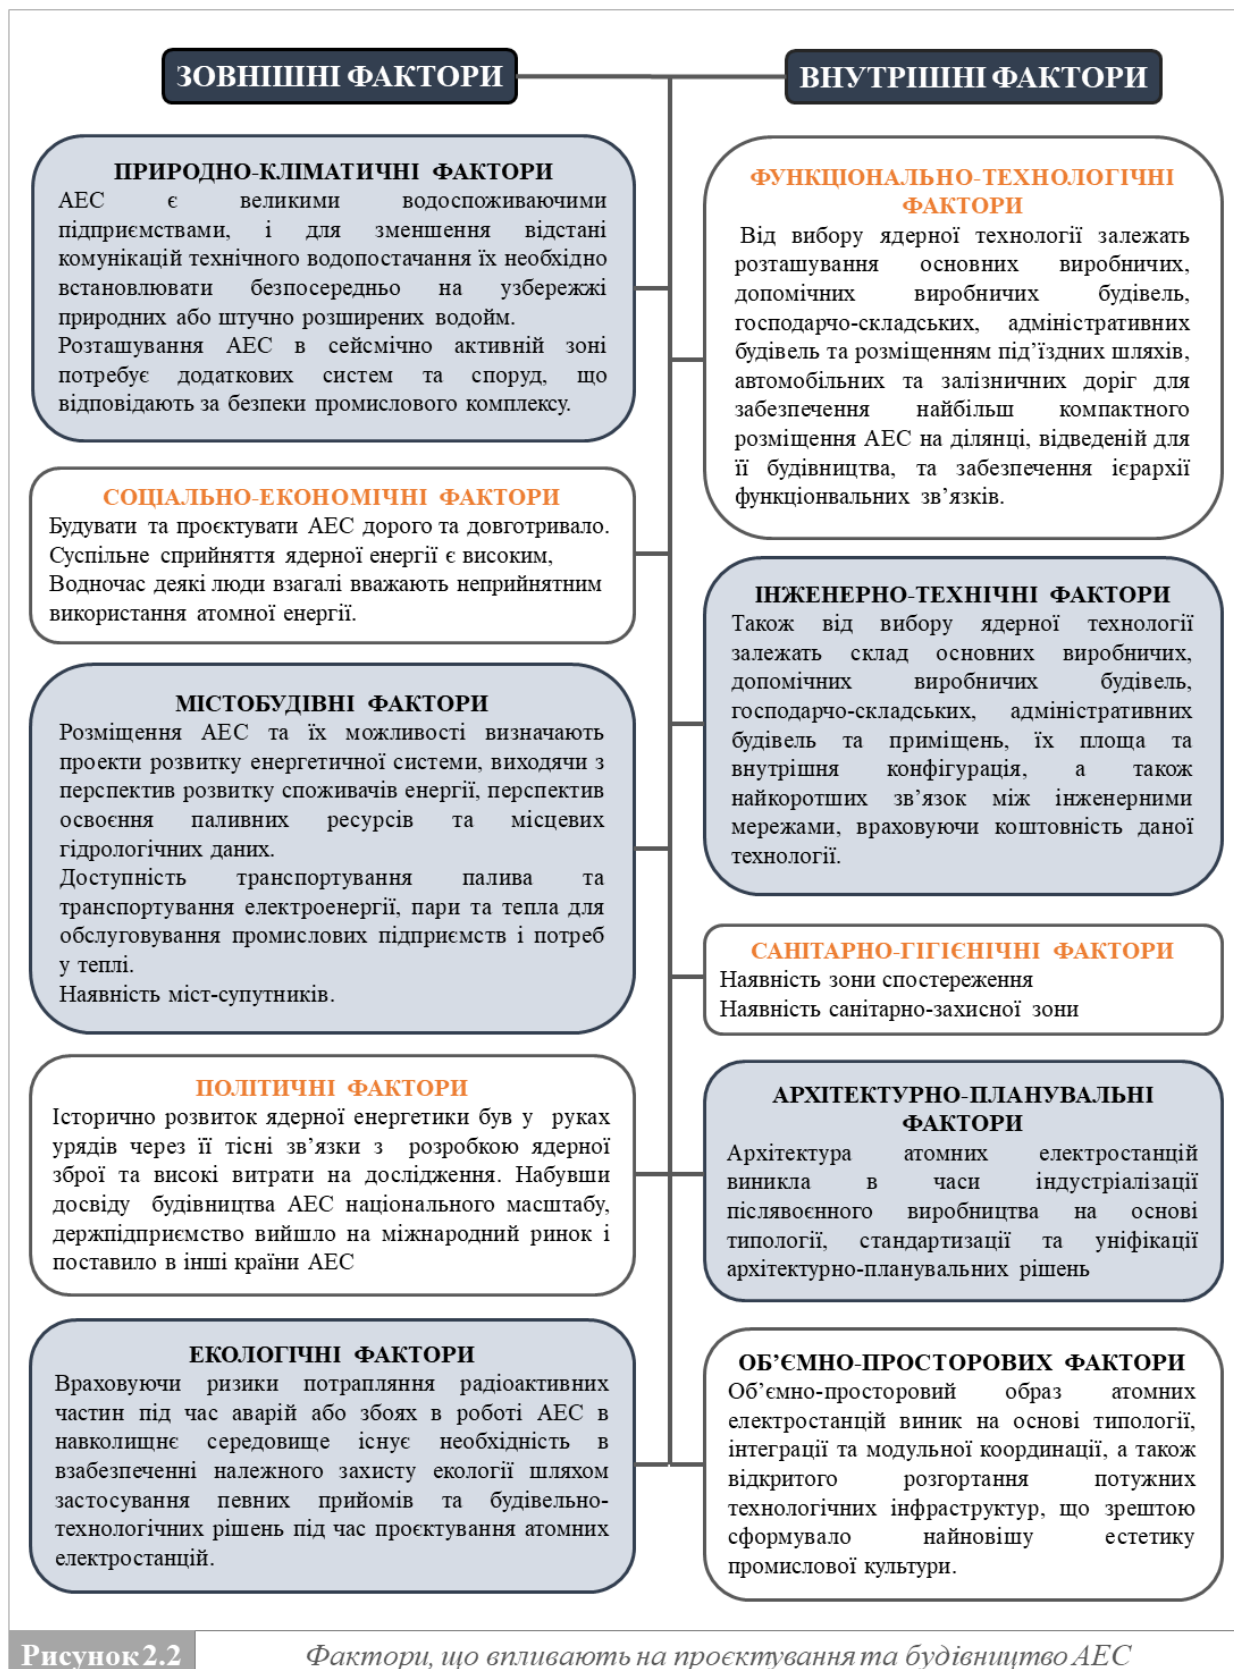 ЗОВНІШНІ ФАКТОРИ
ПРИРОДНО-КЛІМАТИЧНІ ФАКТОРИ
АЕС є великими водоспоживаючими
підприємствами, і для зменшення відстані
комунікацій технічного водопостачання їх необхідно
встановлювати безпосередньо на узбережжі
природних або штучно розширених водойм.
Розташування АЕС в сейсмічно активній зоні
потребує додаткових систем та споруд, що
відповідають за безпеки промислового комплексу.
СОЦІАЛЬНО-ЕКОНОМІЧНІ ФАКТОРИ
Будувати та проєктувати АЕС дорого та довготривало.
Суспільне сприйняття ядерної енергії є високим,
Водночас деякі люди взагалі вважають неприйнятним
використання атомної енергії.
МІСТОБУДІВНІ ФАКТОРИ
Розміщення АЕС та їх можливості визначають
проекти розвитку енергетичної системи, виходячи з
перспектив розвитку споживачів енергії, перспектив
освоєння паливних ресурсів та місцевих
гідрологічних даних.
Доступність транспортування палива та
транспортування електроенергії, пари та тепла для
обслуговування промислових підприємств і потреб
у теплі.
Наявність міст-супутників.
ПОЛІТИЧНІ ФАКТОРИ
Історично розвиток ядерної енергетики був у руках
урядів через її тісні зв’язки з розробкою ядерної
зброї та високі витрати на дослідження. Набувши
досвіду будівництва АЕС національного масштабу,
держпідприємство вийшло на міжнародний ринок і
поставило в інші країни АЕС
ЕКОЛОГІЧНІ ФАКТОРИ
Враховуючи ризики потрапляння радіоактивних
частин під час аварій або збоях в роботі АЕС в
навколищнє середовище існує необхідність в
взабезпеченні належного захисту екології шляхом
застосування певних прийомів та будівельно-
технологічних рішень під час проєктування атомних
електростанцій.
ВНУТРІШНІ ФАКТОРИ
ФУНКЦІОНАЛЬНО-ТЕХНОЛОГІЧНІ
ФАКТОРИ
Від вибору ядерної технології залежать
розташування основних виробничих,
допомічних виробничих будівель,
господарчо-складських, адміністративних
будівель та розміщенням під’їздних шляхів,
автомобільних та залізничних доріг для
забезпечення найбільш компактного
розміщення АЕС на ділянці, відведеній для
її будівництва, та забезпечення ієрархії
функціонвальних зв’язків.
ІНЖЕНЕРНО-ТЕХНІЧНІ ФАКТОРИ
Також від вибору ядерної технології
залежать склад основних виробничих,
допомічних виробничих будівель,
господарчо-складських, адміністративних
будівель та приміщень, їх площа та
внутрішня конфігурація, а також
найкоротших зв’язок між інженерними
мережами, враховуючи коштовність даної
технології.
САНІТАРНО-ГІГІЄНІЧНІ ФАКТОРИ
Наявність зони спостереження
Наявність санітарно-захисної зони
АРХІТЕКТУРНО-ПЛАНУВАЛЬНІ
ФАКТОРИ
Архітектура атомних електростанцій
виникла в часи індустріалізації
післявоєнного виробництва на основі
типології, стандартизації та уніфікації
архітектурно-планувальних рішень
ОБ’ЄМНО-ПРОСТОРОВИХ ФАКТОРИ
Об’ємно-просторовий образ атомних
електростанцій виник на основі типології,
інтеграції та модульної координації, а також
відкритого розгортання потужних
технологічних інфраструктур, що зрештою
сформувало найновішу естетику
промислової культури.
Рисунок 2.2
Фактори, що впливають на проєктування та будівництво АЕС